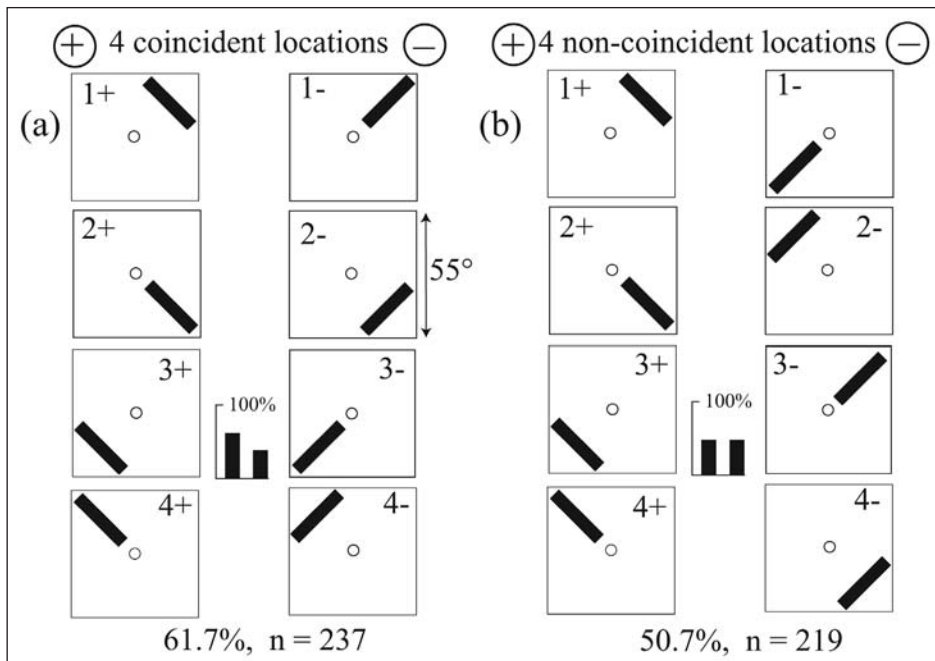 + 4 coincident locations −
(a)
1+ 1-
2+ 2-
55°
3+ 3-
100%
4+ 4-
61.7%, n = 237
+ 4 non-coincident locations −
(b)
1+ 1-
2+ 2-
3+ 3-
100%
4+ 4-
50.7%, n = 219